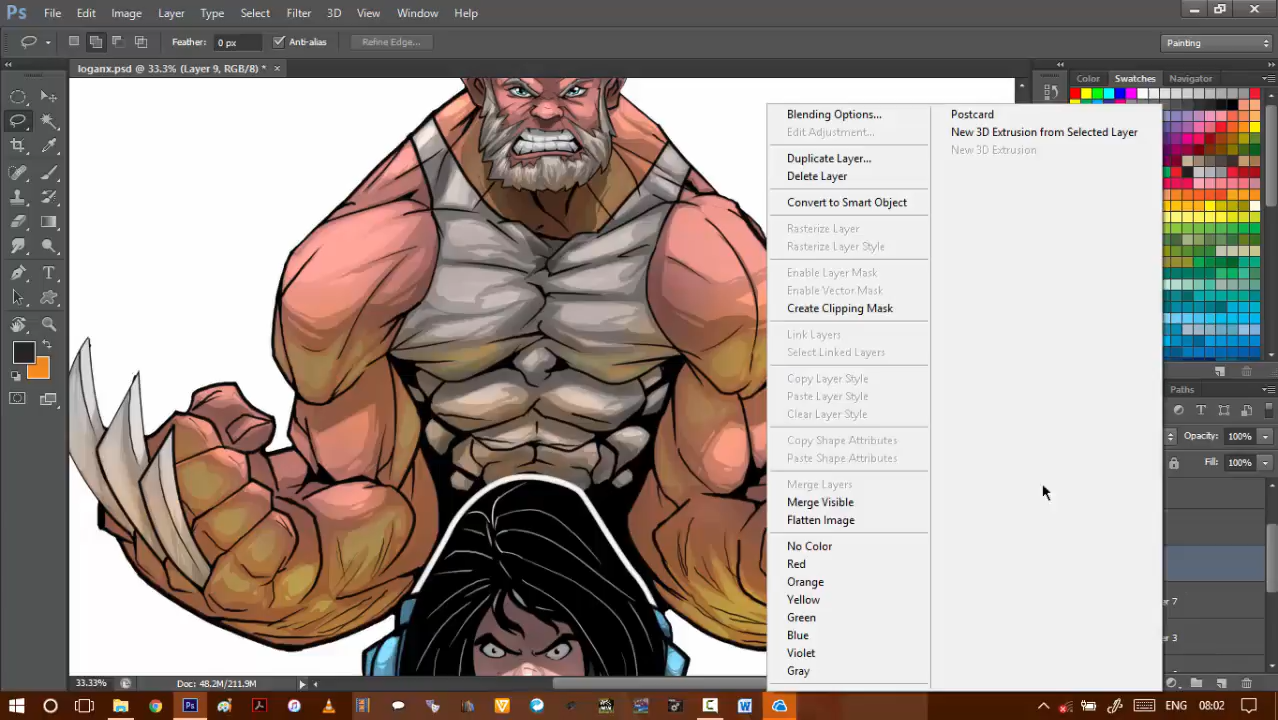 Ps File Edit Image Layer Type Select Filter 3D View Window Help
Feather: 0 px Anti-alias Refine Edge... Painting
loganx.psd @ 33.3% (Layer 9, RGB/8) * ×
Color Swatches Navigator
Blending Options...
Edit Adjustment...
Duplicate Layer...
Delete Layer
Convert to Smart Object
Rasterize Layer
Rasterize Layer Style
Enable Layer Mask
Enable Vector Mask
Create Clipping Mask
Link Layers
Select Linked Layers
Copy Layer Style
Paste Layer Style
Clear Layer Style
Copy Shape Attributes
Paste Shape Attributes
Merge Layers
Merge Visible
Flatten Image
No Color
Red
Orange
Yellow
Green
Blue
Violet
Gray
Postcard
New 3D Extrusion from Selected Layer
New 3D Extrusion
Paths
Opacity: 100%
Fill: 100%
7
3
33.33% Doc: 48.2M/211.9M
Ps
ENG 08:02